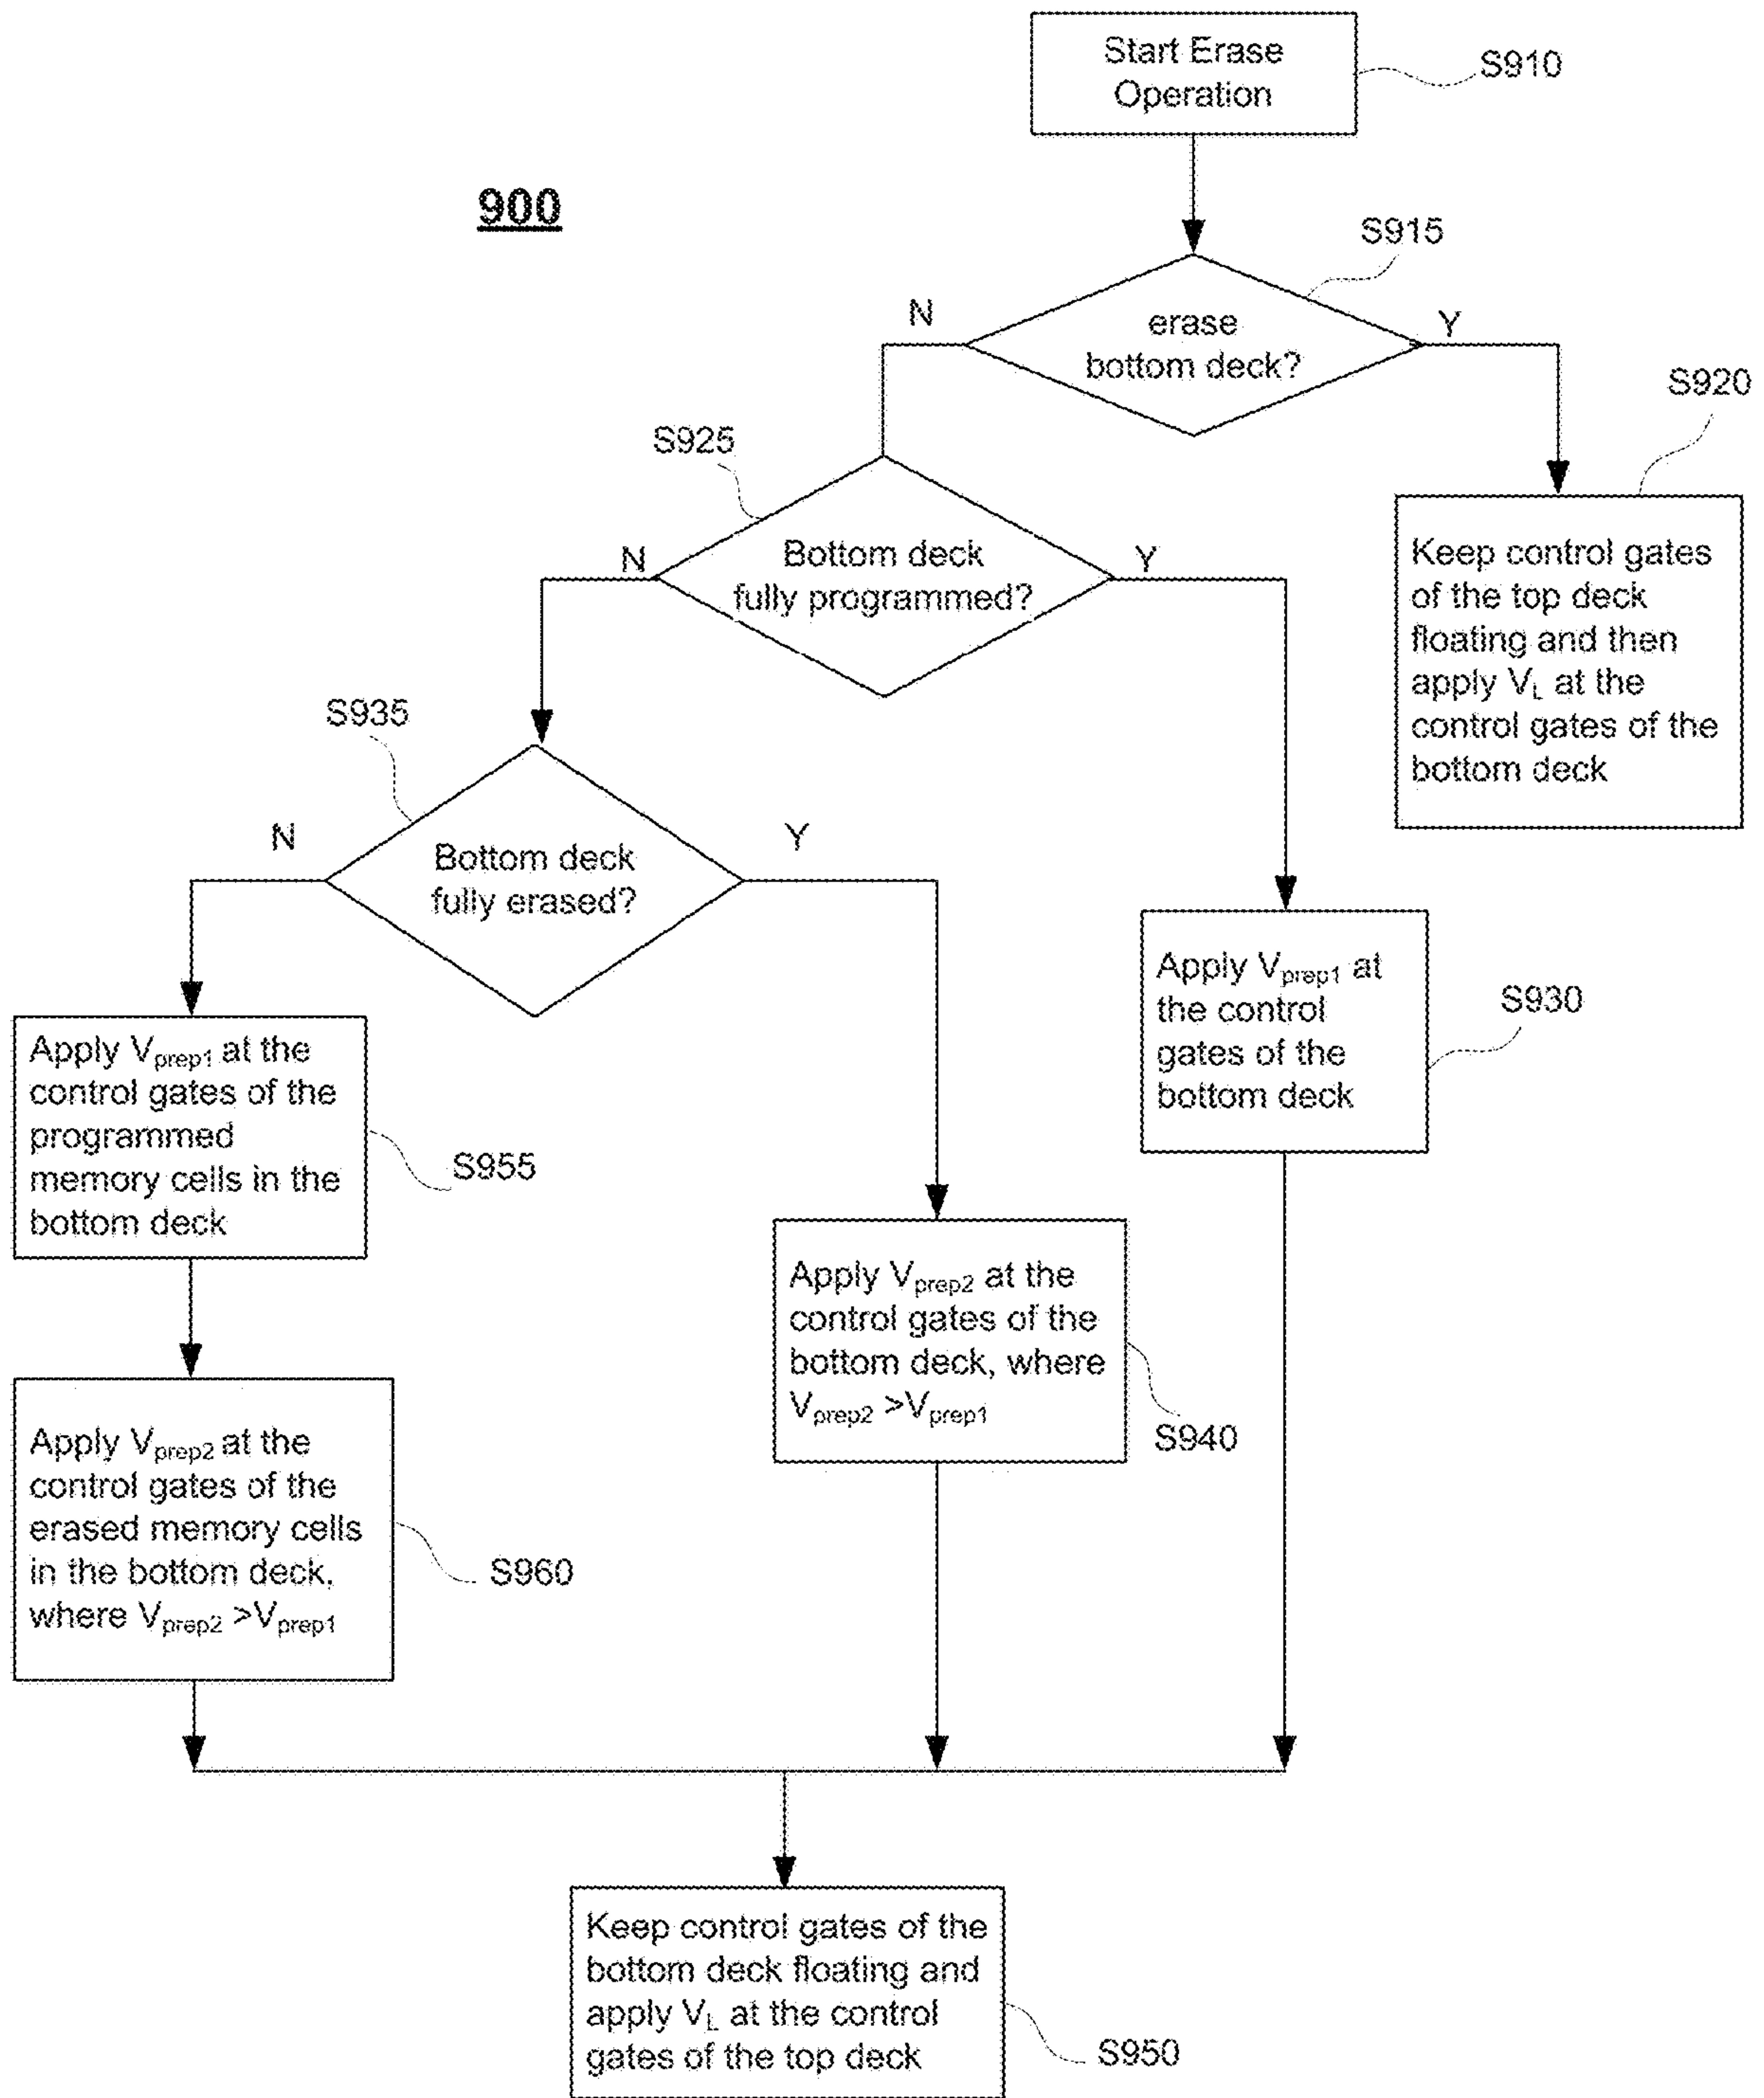 Start Erase
Operation
S910
900
S915
N
erase
bottom deck?
Y
S920
S925
Keep control gates
of the top deck
floating and then
apply VL at the
control gates of the
bottom deck
N
Bottom deck
fully programmed?
Y
S935
N
Bottom deck
fully erased?
Y
Apply Vprep1 at
the control
gates of the
bottom deck
S930
Apply Vprep1 at the
control gates of the
programmed
memory cells in the
bottom deck
S955
Apply Vprep2 at the
control gates of the
bottom deck, where
Vprep2 >Vprep1
S940
Apply Vprep2 at the
control gates of the
erased memory cells
in the bottom deck,
where Vprep2 >Vprep1
S960
Keep control gates of the
bottom deck floating and
apply VL at the control
gates of the top deck
S950